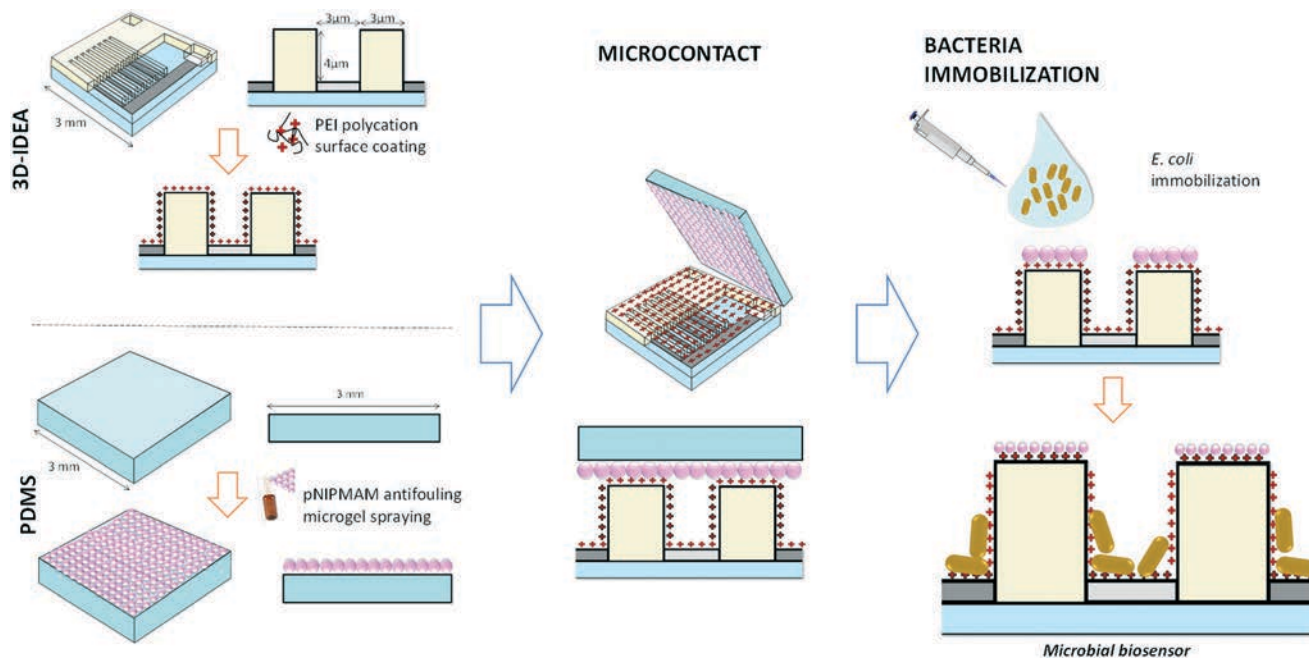 3D-IDEA
3 mm
3µm 3µm
4µm
PEI polycation
surface coating
PDMS
3 mm
3 mm
pNIPMAM antifouling
microgel spraying
MICROCONTACT
BACTERIA
IMMOBILIZATION
E. coli
immobilization
Microbial biosensor